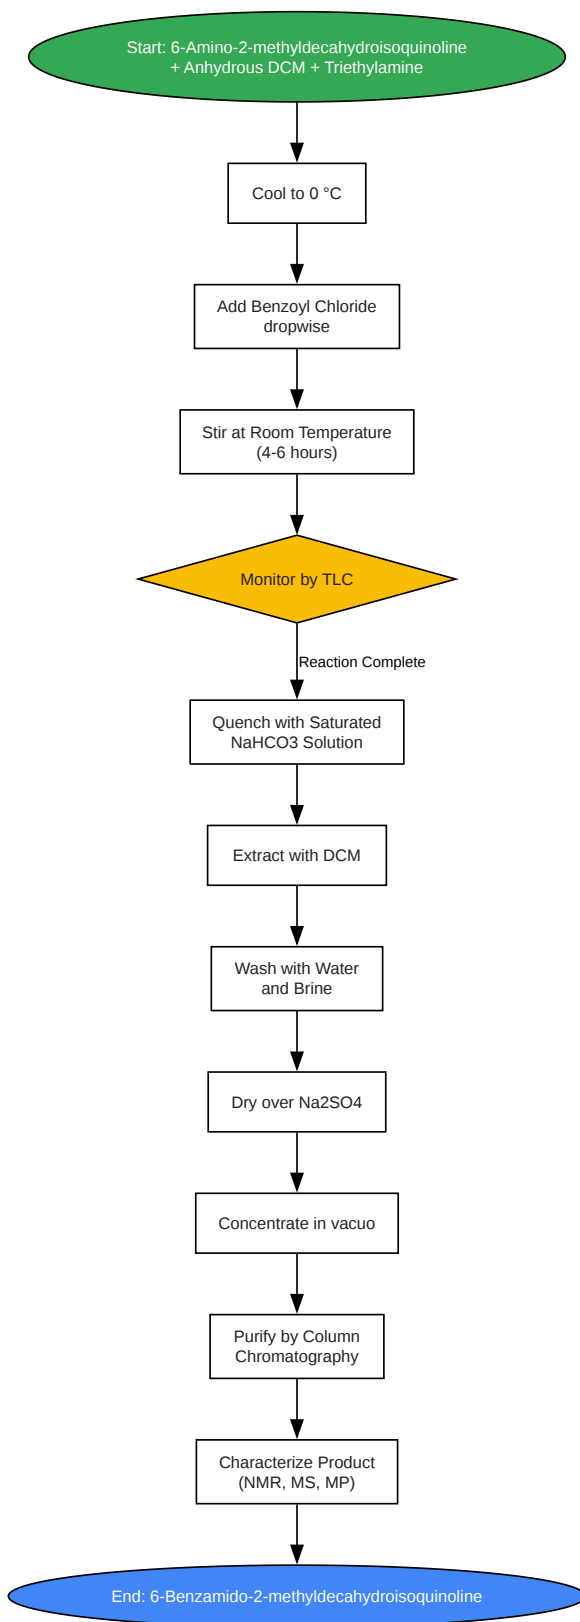 Start: 6-Amino-2-methyldecahydroisoquinoline
+ Anhydrous DCM + Triethylamine
Cool to 0 °C
Add Benzoyl Chloride
dropwise
Stir at Room Temperature
(4-6 hours)
Monitor by TLC
Reaction Complete
Quench with Saturated
NaHCO3 Solution
Extract with DCM
Wash with Water
and Brine
Dry over Na2SO4
Concentrate in vacuo
Purify by Column
Chromatography
Characterize Product
(NMR, MS, MP)
End: 6-Benzamido-2-methyldecahydroisoquinoline